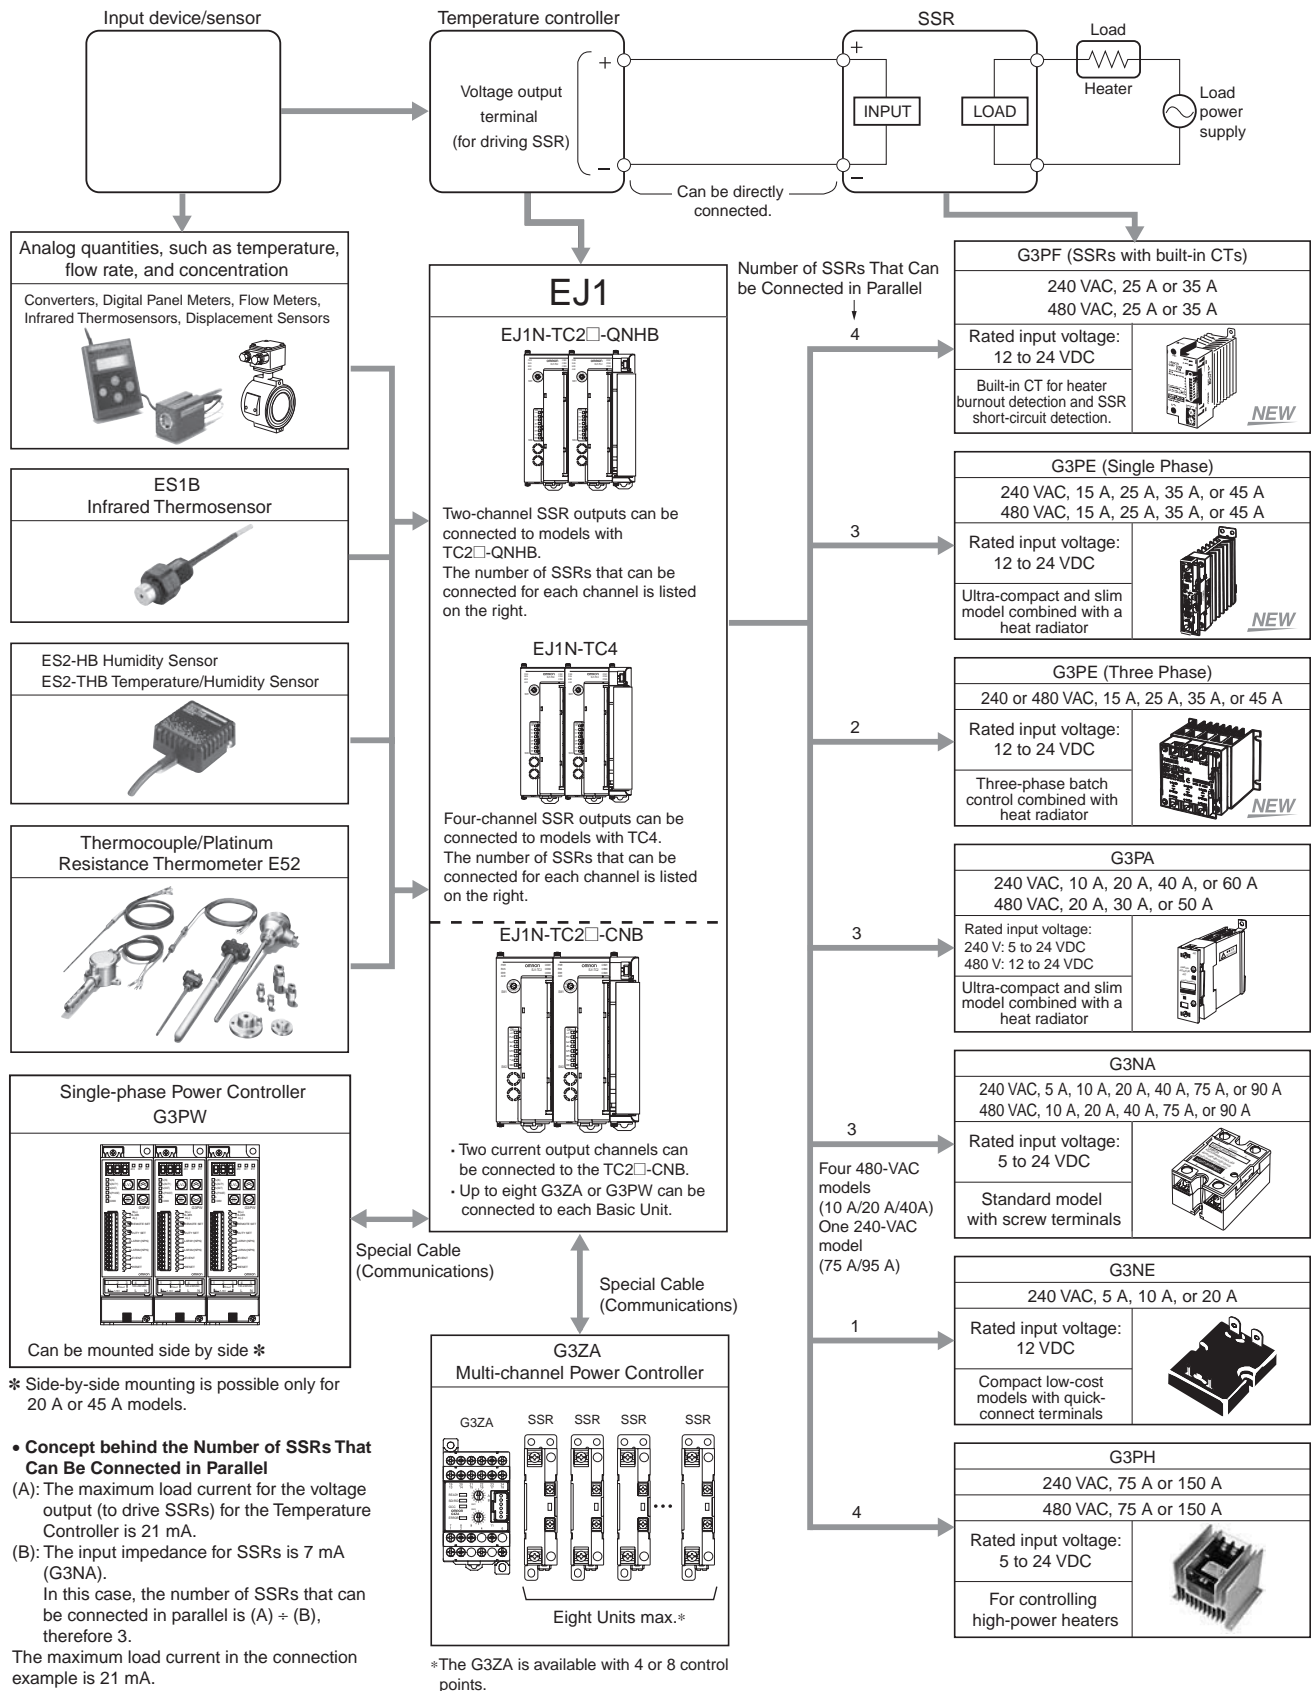 Input device/sensor
Temperature controller
SSR
Voltage output
terminal
(for driving SSR)
+
−
+
−
INPUT
LOAD
Load
Heater
Load
power
supply
Can be directly
connected.
Analog quantities, such as temperature,
flow rate, and concentration
Converters, Digital Panel Meters, Flow Meters,
Infrared Thermosensors, Displacement Sensors
ES1B
Infrared Thermosensor
ES2-HB Humidity Sensor
ES2-THB Temperature/Humidity Sensor
Thermocouple/Platinum
Resistance Thermometer E52
Single-phase Power Controller
G3PW
Can be mounted side by side ✻
✻ Side-by-side mounting is possible only for
20 A or 45 A models.
• Concept behind the Number of SSRs That
Can Be Connected in Parallel
(A): The maximum load current for the voltage
output (to drive SSRs) for the Temperature
Controller is 21 mA.
(B): The input impedance for SSRs is 7 mA
(G3NA).
In this case, the number of SSRs that can
be connected in parallel is (A) ÷ (B),
therefore 3.
The maximum load current in the connection
example is 21 mA.
EJ1
EJ1N-TC2□-QNHB
Two-channel SSR outputs can be
connected to models with
TC2□-QNHB.
The number of SSRs that can be
connected for each channel is listed
on the right.
EJ1N-TC4
Four-channel SSR outputs can be
connected to models with TC4.
The number of SSRs that can be
connected for each channel is listed
on the right.
EJ1N-TC2□-CNB
· Two current output channels can
be connected to the TC2□-CNB.
· Up to eight G3ZA or G3PW can be
connected to each Basic Unit.
Special Cable
(Communications)
Special Cable
(Communications)
G3ZA
Multi-channel Power Controller
G3ZA
SSR SSR SSR SSR
Eight Units max.*
*The G3ZA is available with 4 or 8 control
points.
Number of SSRs That Can
be Connected in Parallel
4
G3PF (SSRs with built-in CTs)
240 VAC, 25 A or 35 A
480 VAC, 25 A or 35 A
Rated input voltage:
12 to 24 VDC
Built-in CT for heater
burnout detection and SSR
short-circuit detection.
NEW
3
G3PE (Single Phase)
240 VAC, 15 A, 25 A, 35 A, or 45 A
480 VAC, 15 A, 25 A, 35 A, or 45 A
Rated input voltage:
12 to 24 VDC
Ultra-compact and slim
model combined with a
heat radiator
NEW
2
G3PE (Three Phase)
240 or 480 VAC, 15 A, 25 A, 35 A, or 45 A
Rated input voltage:
12 to 24 VDC
Three-phase batch
control combined with
heat radiator
NEW
3
G3PA
240 VAC, 10 A, 20 A, 40 A, or 60 A
480 VAC, 20 A, 30 A, or 50 A
Rated input voltage:
240 V: 5 to 24 VDC
480 V: 12 to 24 VDC
Ultra-compact and slim
model combined with a
heat radiator
3
Four 480-VAC
models
(10 A/20 A/40A)
One 240-VAC
model
(75 A/95 A)
G3NA
240 VAC, 5 A, 10 A, 20 A, 40 A, 75 A, or 90 A
480 VAC, 10 A, 20 A, 40 A, 75 A, or 90 A
Rated input voltage:
5 to 24 VDC
Standard model
with screw terminals
1
G3NE
240 VAC, 5 A, 10 A, or 20 A
Rated input voltage:
12 VDC
Compact low-cost
models with quick-
connect terminals
4
G3PH
240 VAC, 75 A or 150 A
480 VAC, 75 A or 150 A
Rated input voltage:
5 to 24 VDC
For controlling
high-power heaters